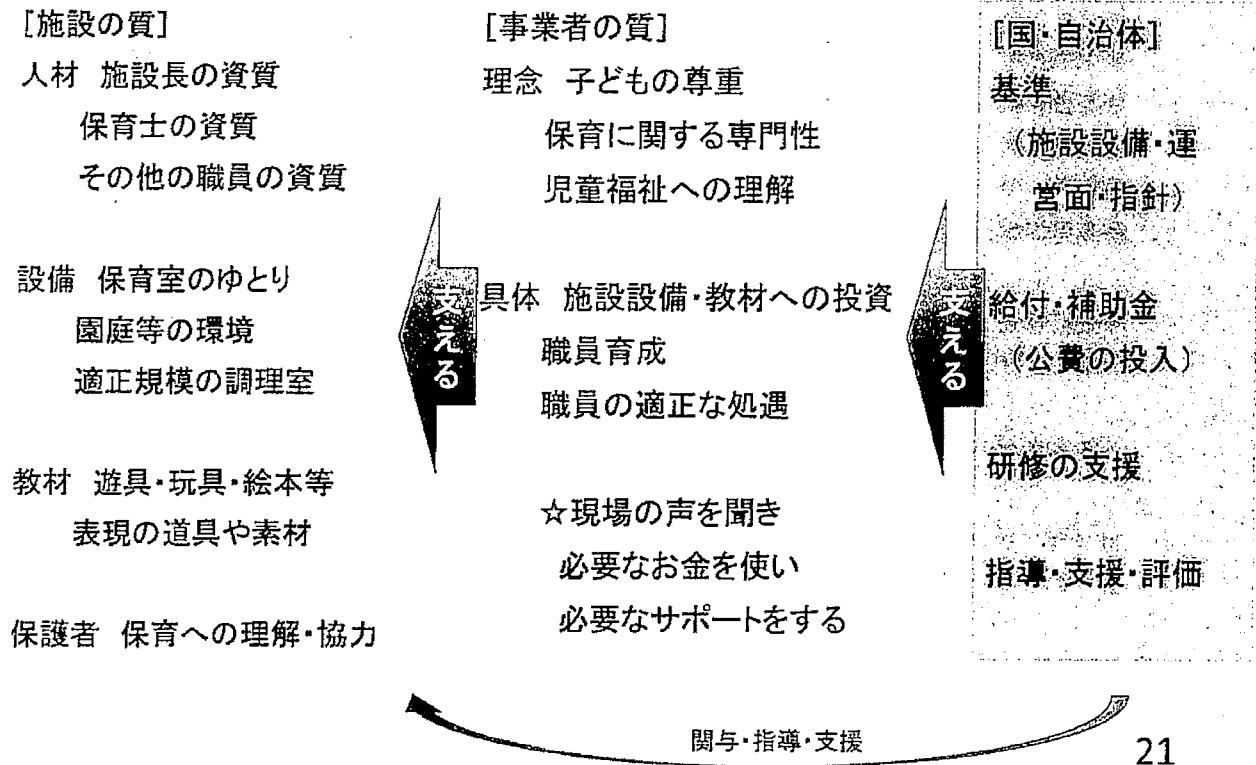 [施設の質]
人材 施設長の資質
保育士の資質
その他の職員の資質
設備 保育室のゆとり
園庭等の環境
適正規模の調理室
教材 遊具・玩具・絵本等
表現の道具や素材
保護者 保育への理解・協力
支える
[事業者の質]
理念 子どもの尊重
保育に関する専門性
児童福祉への理解
具体 施設設備・教材への投資
職員育成
職員の適正な処遇
☆現場の声を聞き
必要なお金を使い
必要なサポートをする
支える
[国・自治体]
基準
(施設設備・運
営面・指針)
給付・補助金
(公費の投入)
研修の支援
指導・支援・評価
関与・指導・支援
21